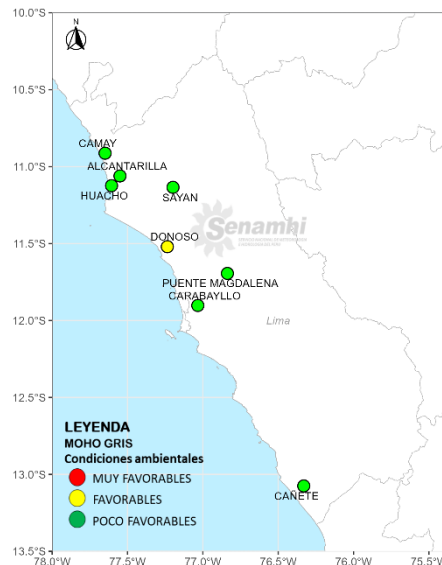 10.0°S
N
10.5°S
CAMAY
11.0°S
ALCANTARILLA
HUACHO
SAYAN
Senamhi
DONOSO
11.5°S
PUENTE MAGDALENA
CARABAYLLO
12.0°S
Lima
12.5°S
LEYENDA
MOHO GRIS
Condiciones ambientales
13.0°S
MUY FAVORABLES
CAÑETE
FAVORABLES
POCO FAVORABLES
13.5°S
78.0°W 77.5°W 77.0°W 76.5°W 76.0°W 75.5°W